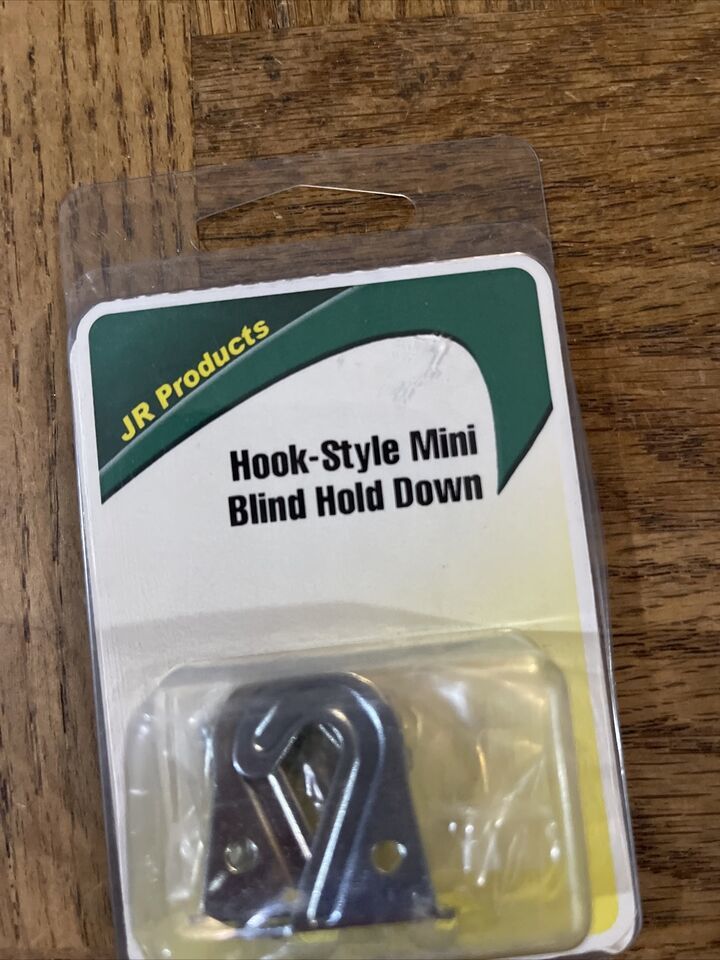 JR Products
Hook-Style Mini
Blind Hold Down